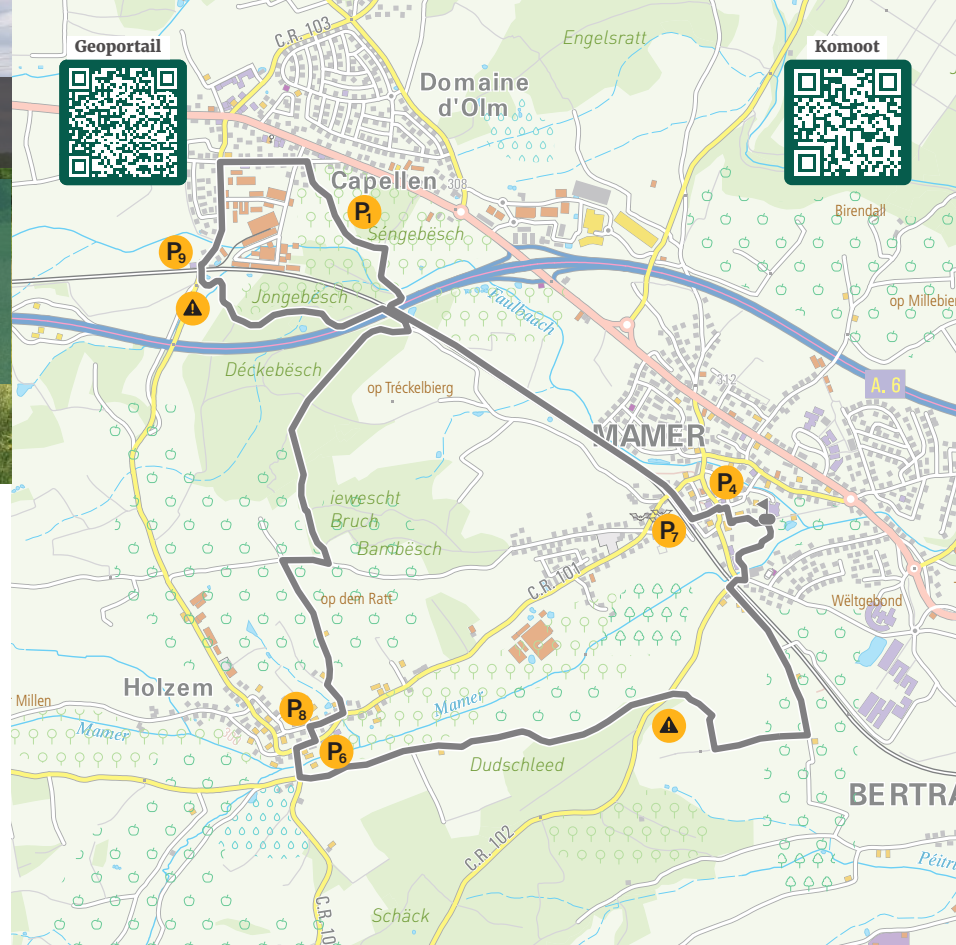 Geoportail
Komoot
C.R. 103
Engelsratt
Domaine
d'Olm
Capellen
308
P1
Séngebësch
Birendall
P9
Jongebësch
Faulbaach
op Millebier
Déckebësch
312
op Tréckelbierg
A. 6
MAMER
P4
iewescht
Bruch
P7
Bambësch
C.R. 101
op dem Ratt
Wëltgebond
Holzem
Millen
P8
Mamer
Mamer
P6
Dudschleed
BERTRA
C.R. 102
Péitru
Schäck
C.R. 10